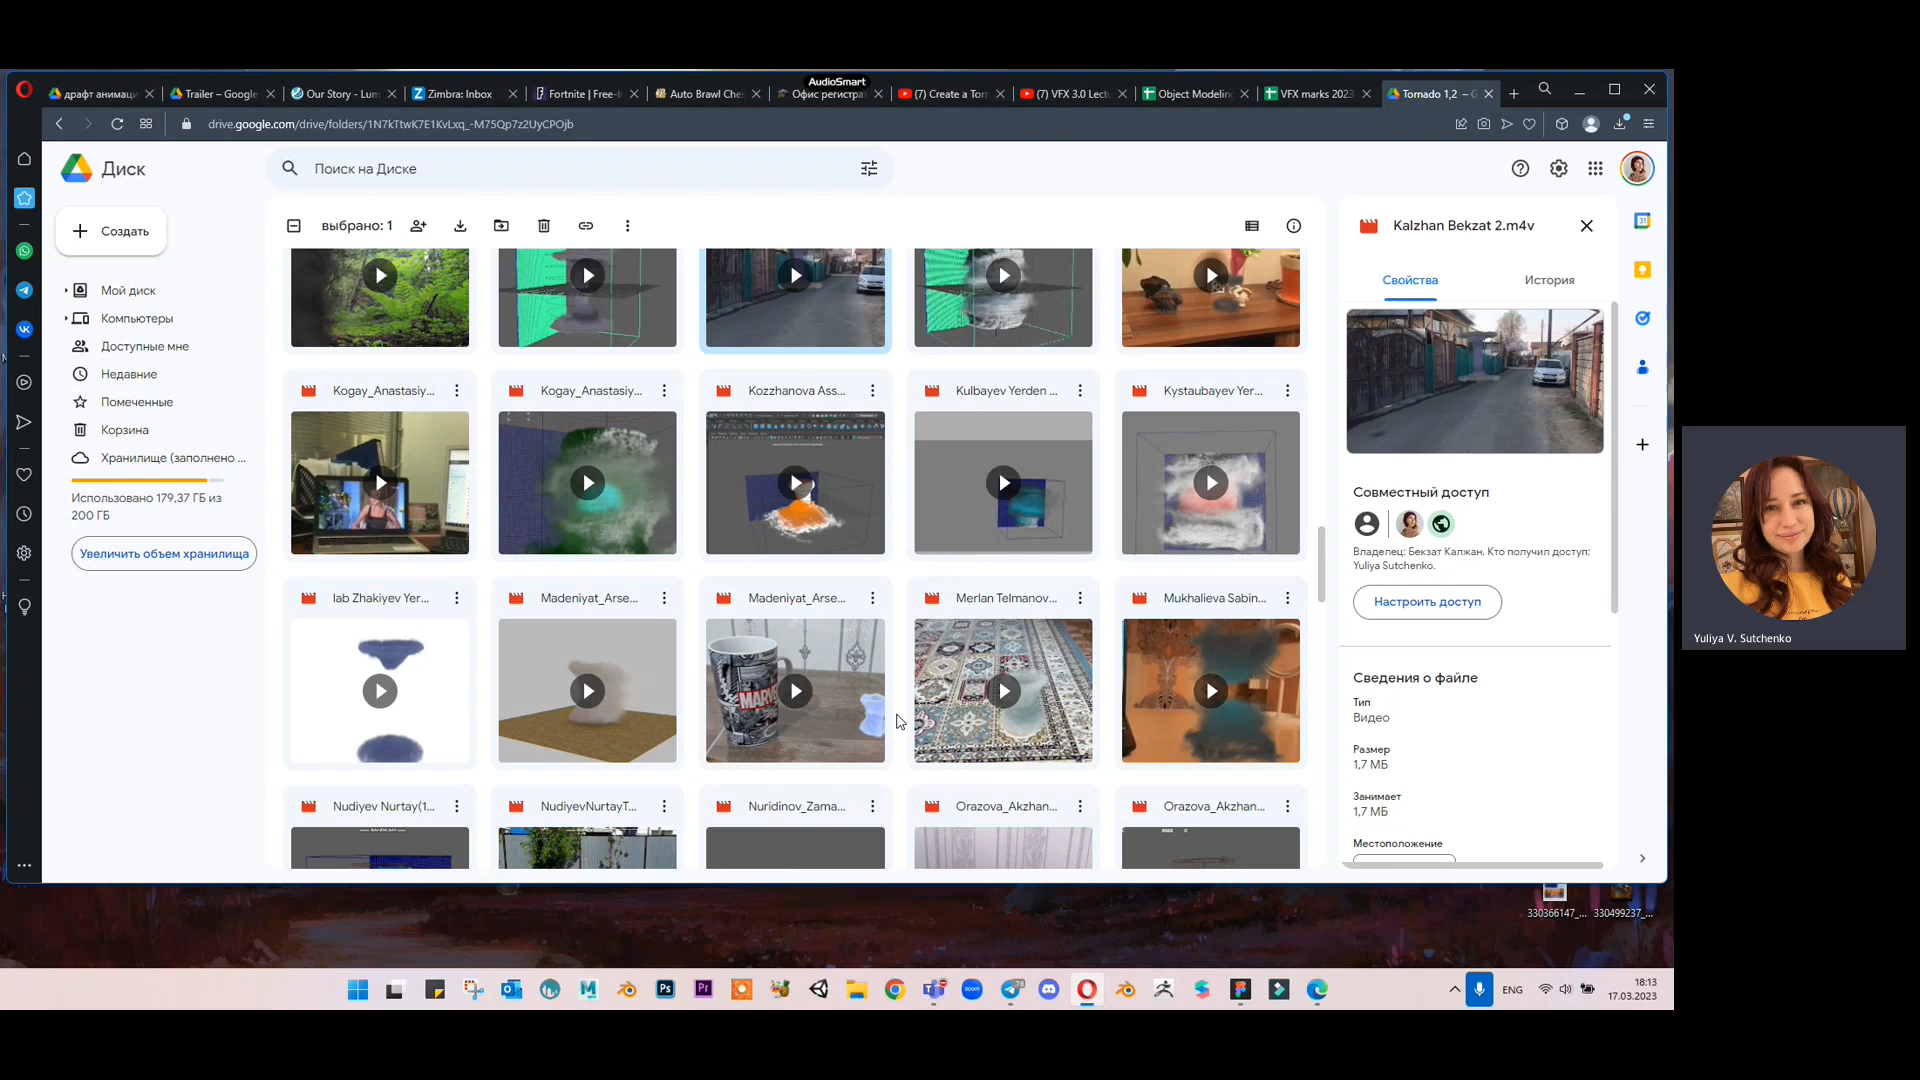 AudioSmart
драфт анимаци
Trailer – Google
Our Story - Lum
Zimbra: Inbox
Fortnite | Free-t
Auto Brawl Che
Офис регистрат
(7) Create a Torn
(7) VFX 3.0 Lectu
Object Modeling
VFX marks 2023
Tornado 1,2 – G
drive.google.com/drive/folders/1N7kTtwK7E1KvLxq_-M75Qp7z2UyCPOjb
Диск
Поиск на Диске
Создать
выбрано: 1
Kalzhan Bekzat 2.m4v
Свойства
История
Мой диск
Компьютеры
Доступные мне
Недавние
Помеченные
Корзина
Хранилище (заполнено ...
Использовано 179,37 ГБ из
200 ГБ
Увеличить объем хранилища
Kogay_Anastasiy...
Kogay_Anastasiy...
Kozzhanova Ass...
Kulbayev Yerden ...
Kystaubayev Yer...
lab Zhakiyev Yer...
Madeniyat_Arse...
Madeniyat_Arse...
Merlan Telmanov...
Mukhalieva Sabin...
MARVEL
Nudiyev Nurtay(1...
NudiyevNurtayT...
Nuridinov_Zama...
Orazova_Akzhan...
Orazova_Akzhan...
BANDICAM
Совместный доступ
Владелец: Бекзат Калжан. Кто получил доступ:
Yuliya Sutchenko.
Настроить доступ
Сведения о файле
Тип
Видео
Размер
1,7 МБ
Занимает
1,7 МБ
Местоположение
Yuliya V. Sutchenko
330366147_...
330499237_...
ENG
18:13
17.03.2023